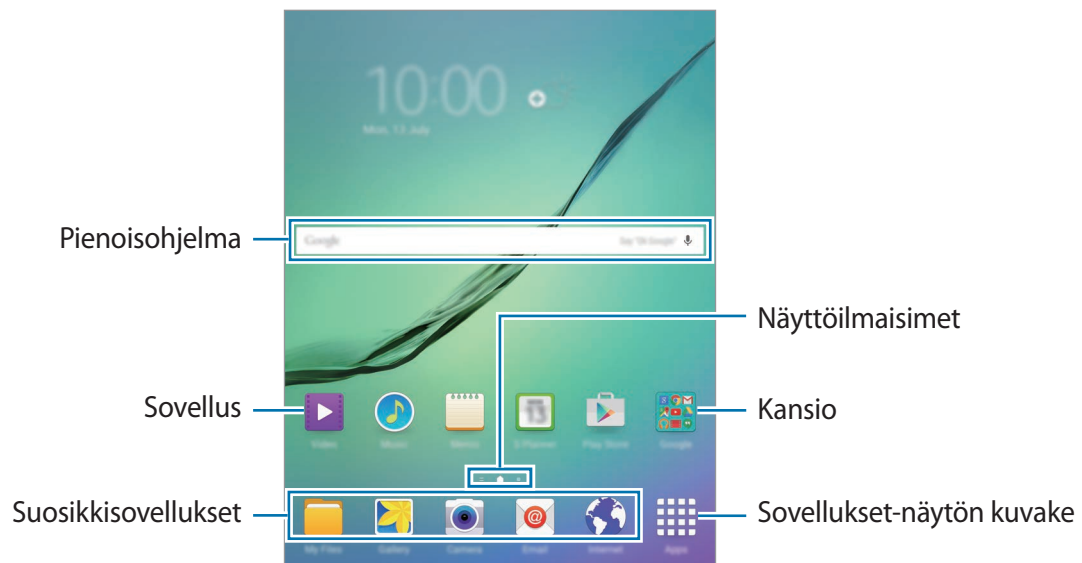 10:00
Mon, 13 July
Pienoisohjelma
Google
Say "Ok Google"
Näyttöilmaisimet
Sovellus
Kansio
13
Video
Music
Memo
S Planner
Play Store
Google
Suosikkisovellukset
Sovellukset-näytön kuvake
My Files
Gallery
Camera
Email
Internet
Apps